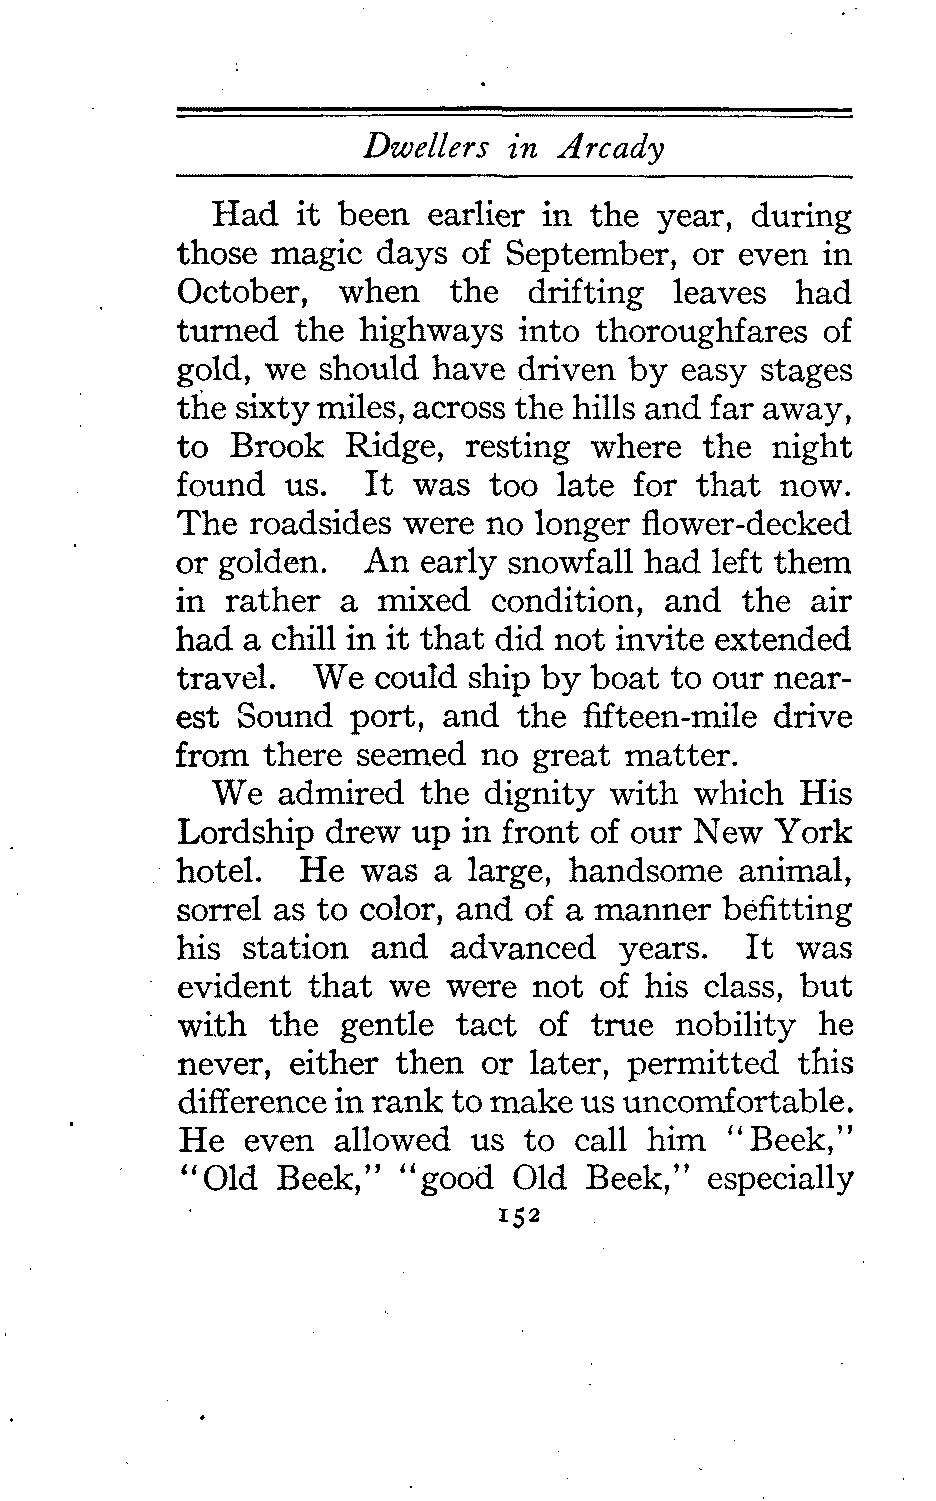 Dwellers in Arcady
Had it been earlier in the year, during
those magic days of September, or even in
October, when the drifting leaves had
turned the highways into thoroughfares of
gold, we should have driven by easy stages
the sixty miles, across the hills and far away,
to Brook Ridge, resting where the night
found us. It was too late for that now.
The roadsides were no longer flower-decked
or golden. An early snowfall had left them
in rather a mixed condition, and the air
had a chill in it that did not invite extended
travel. We could ship by boat to our near-
est Sound port, and the fifteen-mile drive
from there seemed no great matter.
We admired the dignity with which His
Lordship drew up in front of our New York
hotel. He was a large, handsome animal,
sorrel as to color, and of a manner befitting
his station and advanced years. It was
evident that we were not of his class, but
with the gentle tact of true nobility he
never, either then or later, permitted this
difference in rank to make us uncomfortable.
He even allowed us to call him "Beek,"
"Old Beek," "good Old Beek," especially
152